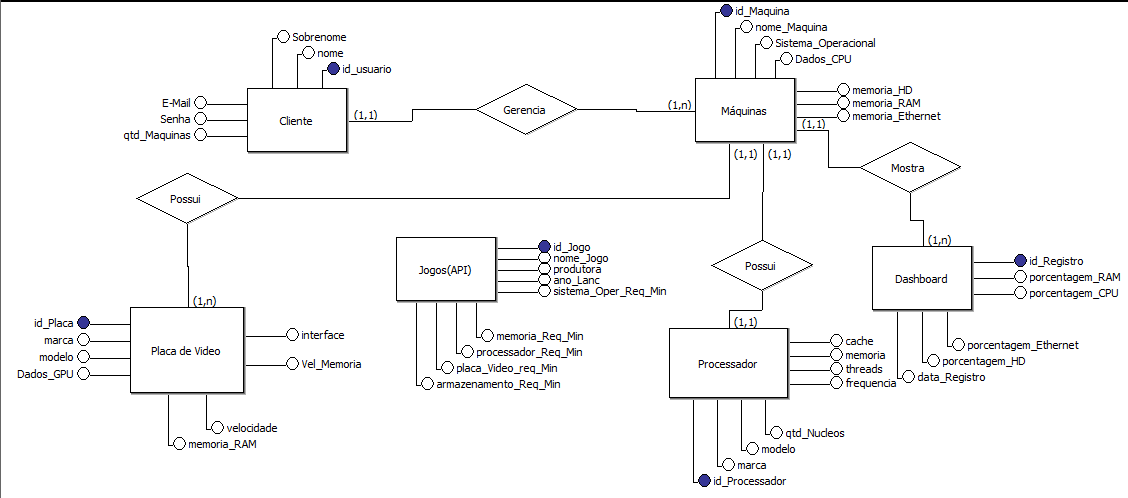 id_Maquina
nome_Maquina
Sistema_Operacional
Dados_CPU
Sobrenome
nome
id_usuario
E-Mail
Senha
qtd_Maquinas
Cliente
(1,1)
Gerencia
(1,n)
Máquinas
memoria_HD
memoria_RAM
memoria_Ethernet
(1,1)
(1,1)
(1,1)
Mostra
Possui
(1,n)
Jogos(API)
id_Jogo
nome_Jogo
produtora
ano_Lanc
sistema_Oper_Req_Min
memoria_Req_Min
processador_Req_Min
placa_Video_req_Min
armazenamento_Req_Min
Possui
(1,1)
Dashboard
id_Registro
porcentagem_RAM
porcentagem_CPU
porcentagem_Ethernet
porcentagem_HD
data_Registro
(1,n)
id_Placa
marca
modelo
Dados_GPU
Placa de Video
interface
Vel_Memoria
velocidade
memoria_RAM
Processador
cache
memoria
threads
frequencia
qtd_Nucleos
modelo
marca
id_Processador